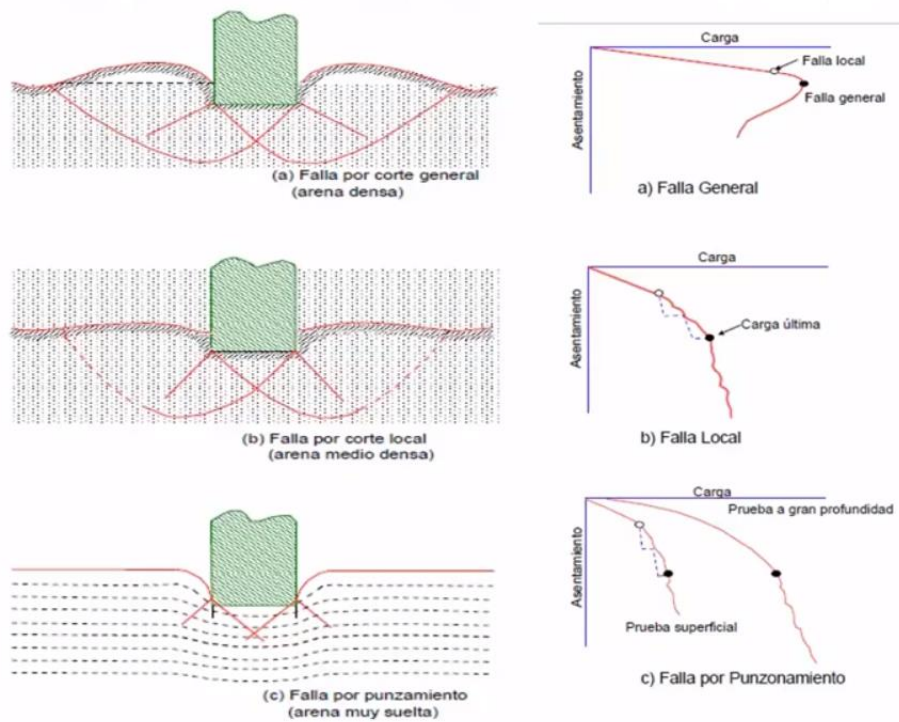 Carga
Falla local
Falla general
Asentamiento
(a) Falla por corte general
(arena densa)
a) Falla General
Carga
Asentamiento
Carga última
(b) Falla por corte local
(arena medio densa)
b) Falla Local
Carga
Prueba a gran profundidad
Asentamiento
Prueba superficial
(c) Falla por punzamiento
(arena muy suelta)
c) Falla por Punzonamiento